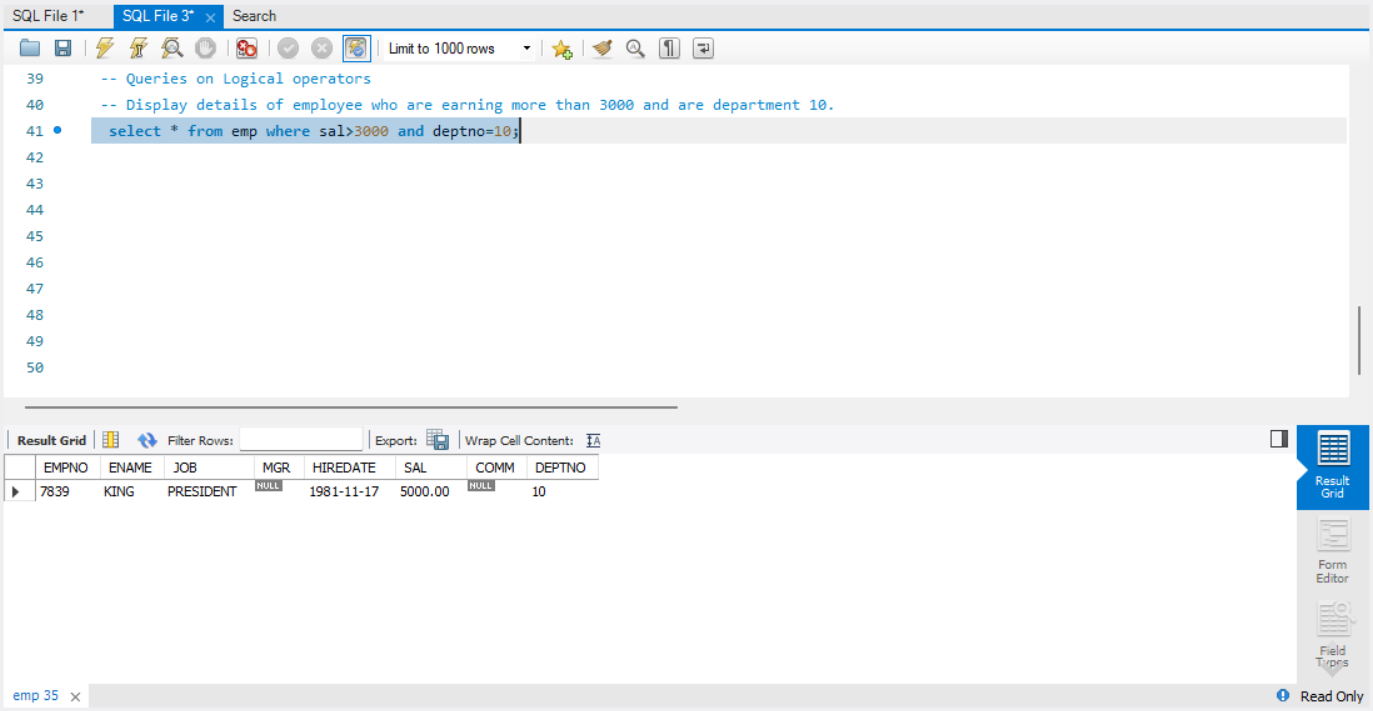 SQL File 1* SQL File 3* Search
Limit to 1000 rows
39 -- Queries on Logical operators
40 -- Display details of employee who are earning more than 3000 and are department 10.
41 select * from emp where sal>3000 and deptno=10;
42
43
44
45
46
47
48
49
50
Result Grid Filter Rows: Export: Wrap Cell Content:
EMPNO ENAME JOB MGR HIREDATE SAL COMM DEPTNO
7839 KING PRESIDENT NULL 1981-11-17 5000.00 NULL 10
Result
Grid
Form
Editor
Field
Types
emp 35 Read Only